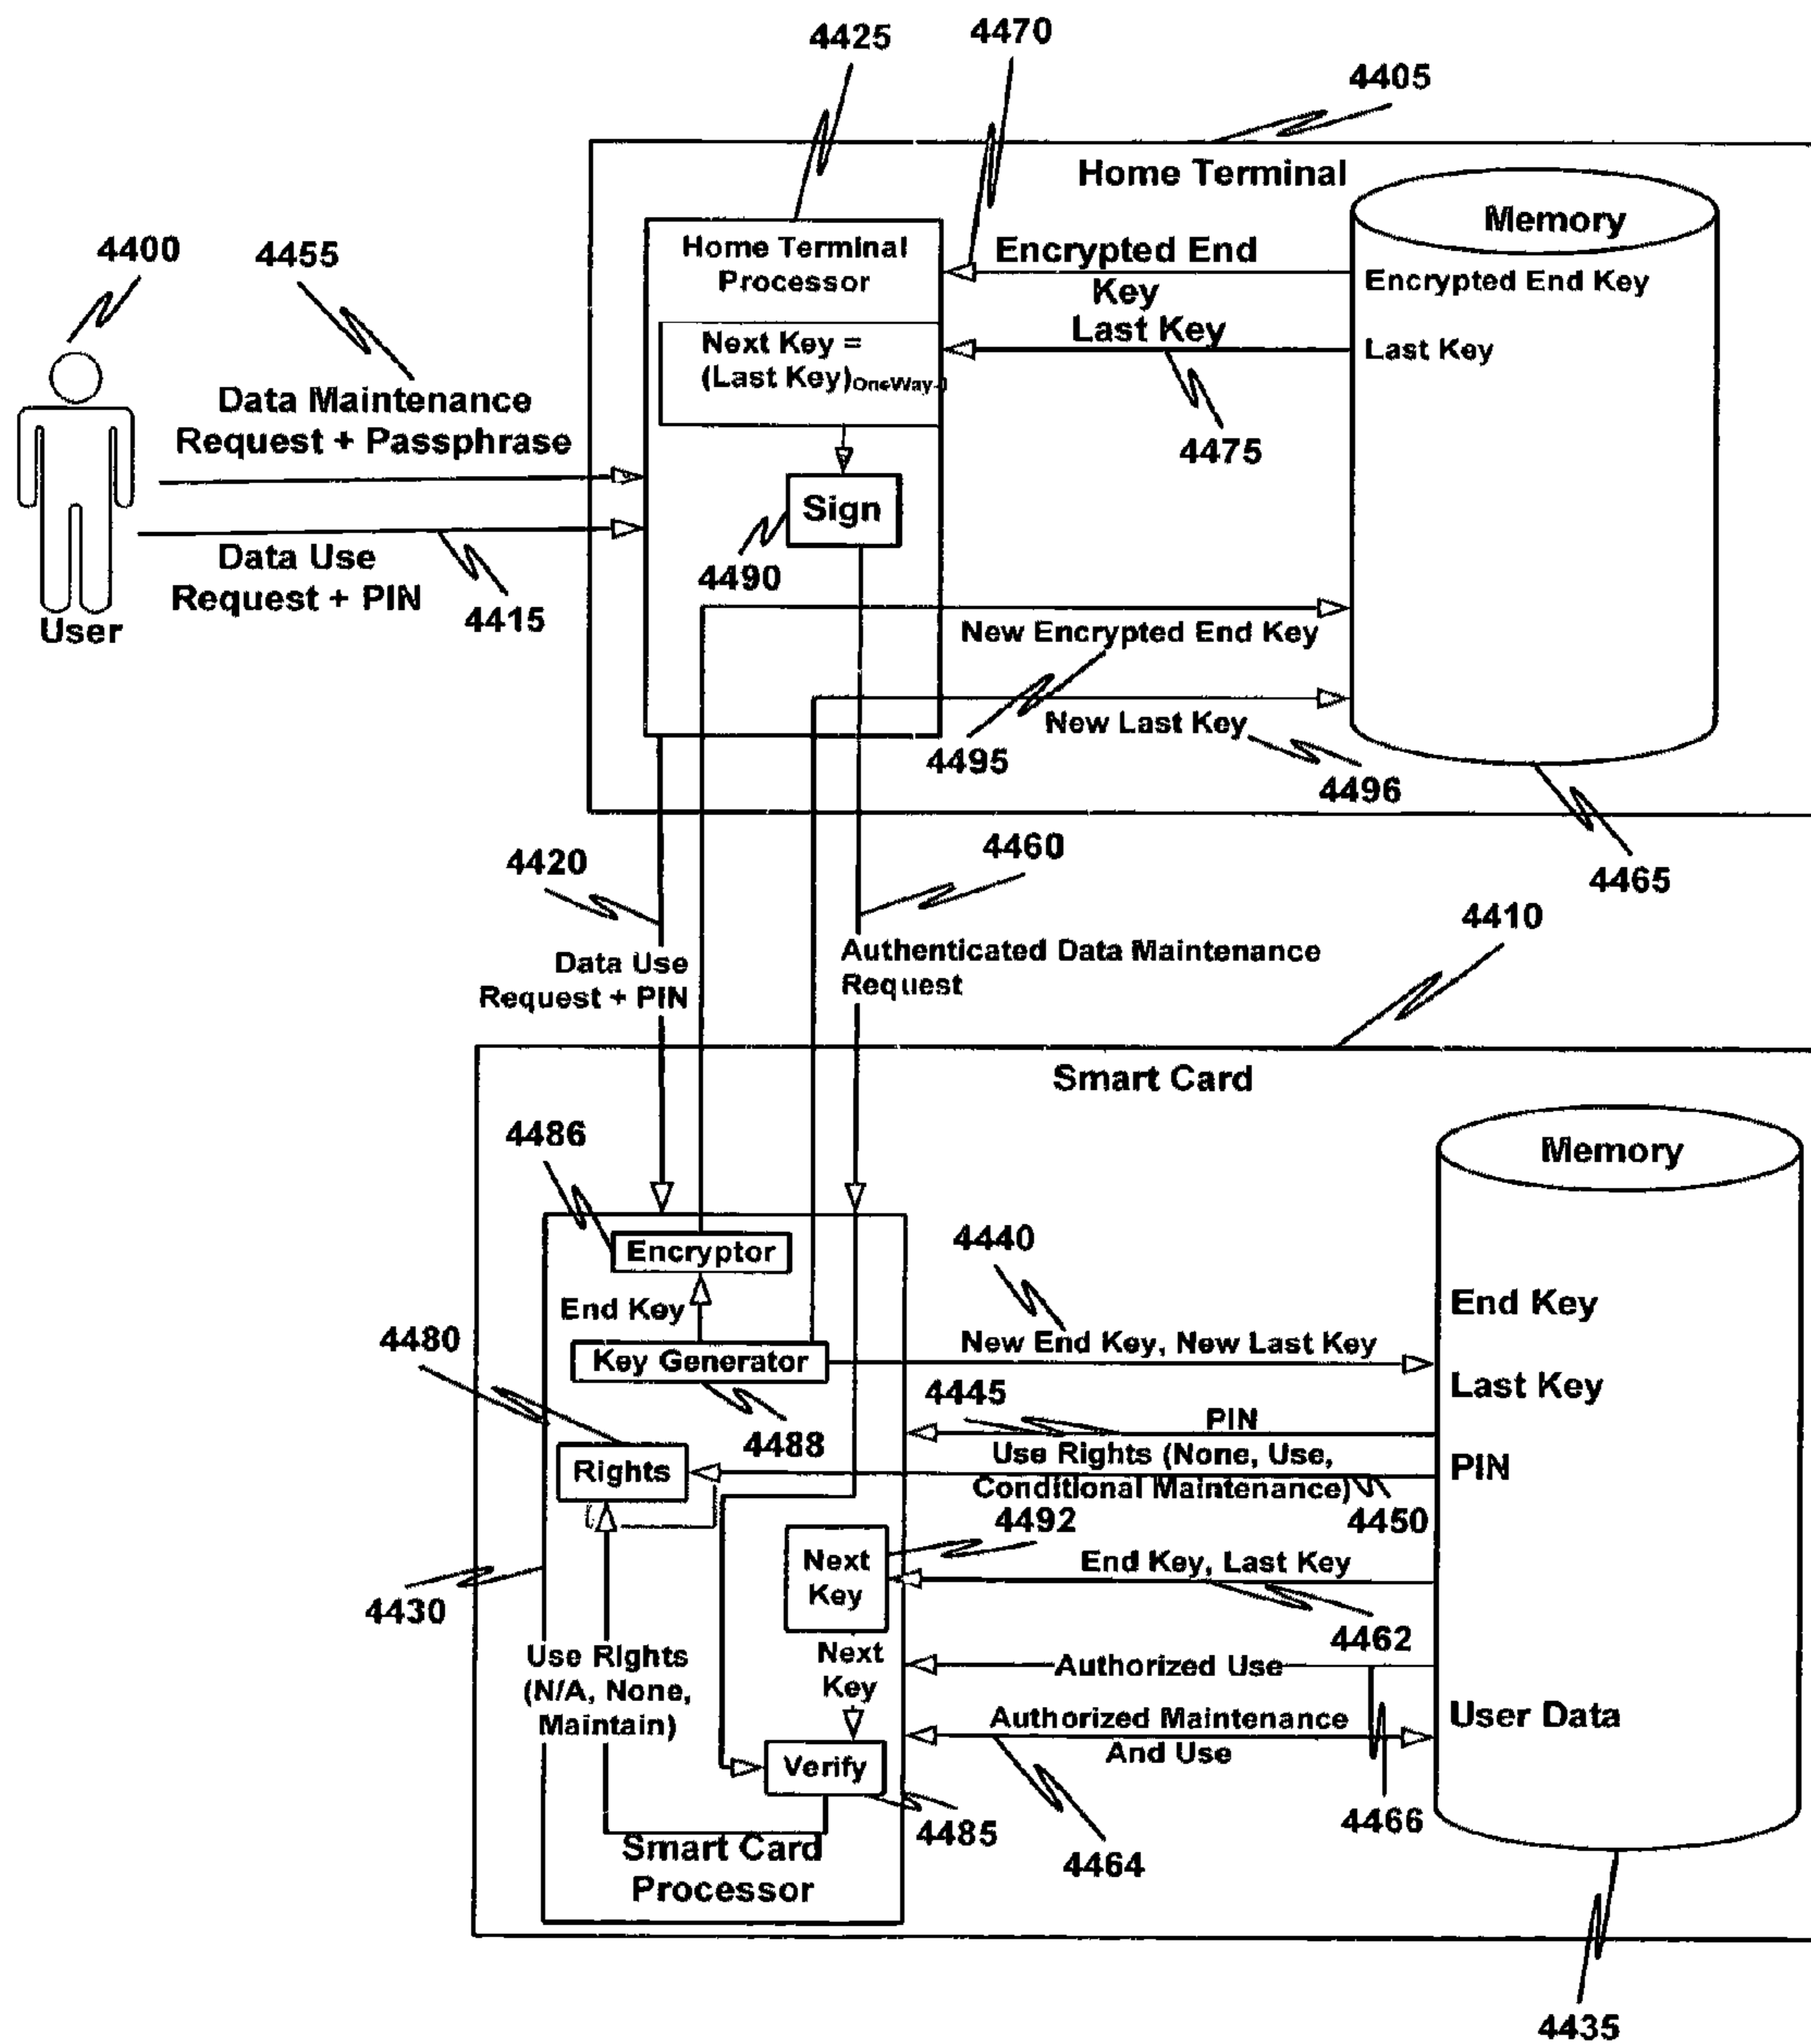 4425
4470
4405
Home Terminal
Memory
4400
4455
Home Terminal
Processor
Encrypted End
Key
Encrypted End Key
Last Key
Last Key
Next Key =
(Last Key)OneWay-
Data Maintenance
Request + Passphrase
4475
Sign
Data Use
Request + PIN
4490
4415
User
New Encrypted End Key
New Last Key
4495
4496
4420
4460
4465
4410
Data Use
Request + PIN
Authenticated Data Maintenance
Request
Smart Card
4486
Memory
Encryptor
4440
End Key
End Key
4480
New End Key, New Last Key
Key Generator
Last Key
4445
4488
PIN
Rights
Use Rights (None, Use,
Conditional Maintenance)
PIN
4492
4450
Next
Key
End Key, Last Key
4430
4462
Use Rights
(N/A, None,
Maintain)
Next
Key
Authorized Use
Authorized Maintenance
And Use
User Data
Verify
4466
4485
4464
Smart Card
Processor
4435